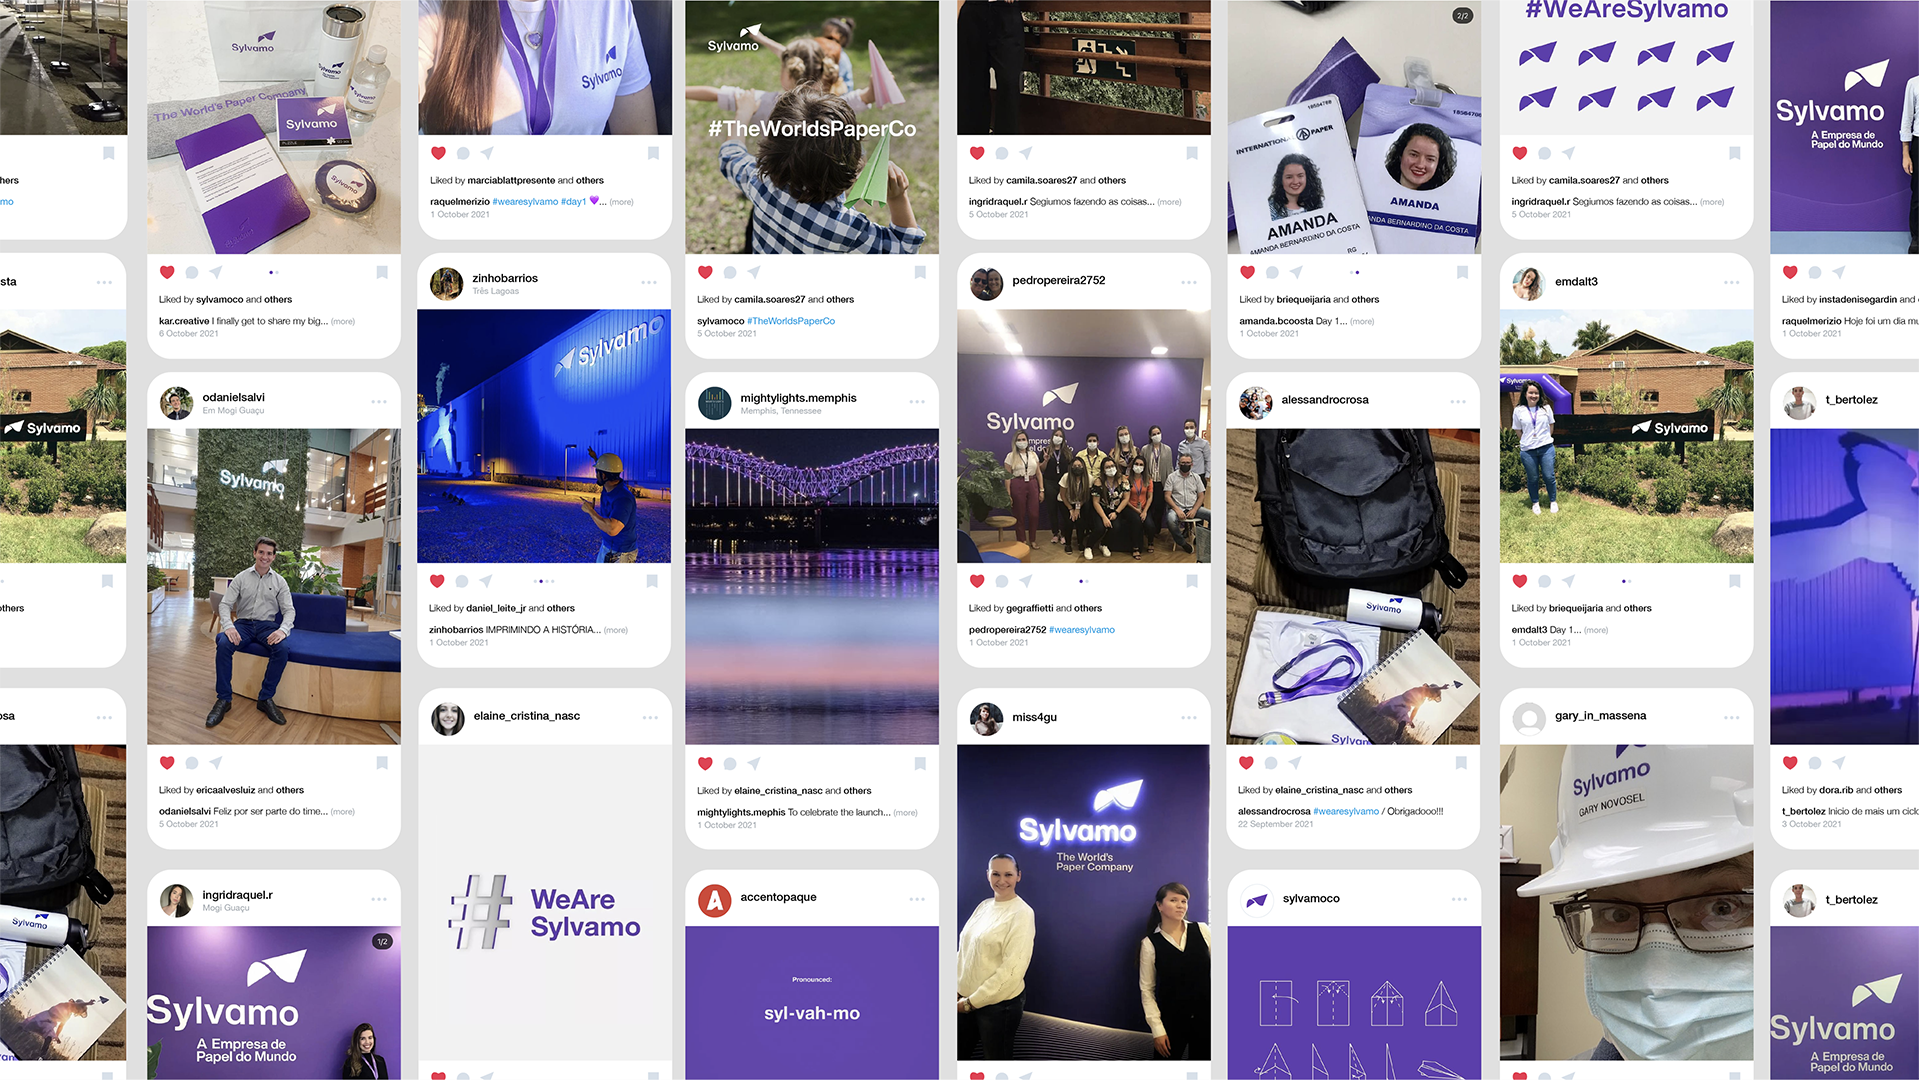 hers
mo
sta
Sylvamo
others
osa
Sylvamo
Sylvamo
The World's Paper Company
Sylvamo
Sylvamo
Sylvamo
Sylvamo
Liked by sylvamoco and others
kar.creative I finally get to share my big... (more)
6 October 2021
odanielsalvi
Em Mogi Guaçu
Sylvamo
Liked by ericaalvesluiz and others
odanielsalvi Feliz por ser parte do time... (more)
5 October 2021
ingridraquel.r
Mogi Guaçu
1/2
Sylvamo
A Empresa de
Papel do Mundo
Sylvamo
Liked by marciablattpresente and others
raquelmerizio #wearesylvamo #day1 💜... (more)
1 October 2021
zinhobarrios
Três Lagoas
Sylvamo
Liked by daniel_leite_jr and others
zinhobarrios IMPRIMINDO A HISTÓRIA... (more)
1 October 2021
elaine_cristina_nasc
# WeAre
Sylvamo
Sylvamo
#TheWorldsPaperCo
Liked by camila.soares27 and others
sylvamoco #TheWorldsPaperCo
5 October 2021
mightylights.memphis
Memphis, Tennessee
Liked by elaine_cristina_nasc and others
mightylights.mephis To celebrate the launch... (more)
1 October 2021
A
accentopaque
Pronounced:
syl-vah-mo
Liked by camila.soares27 and others
ingridraquel.r Segiumos fazendo as coisas... (more)
5 October 2021
pedropereira2752
Sylvamo
Liked by gegraffietti and others
pedropereira2752 #wearesylvamo
1 October 2021
miss4gu
Sylvamo
The World's
Paper Company
2/2
18504768
INTERNATIONAL PAPER
AMANDA
AMANDA BERNARDINO DA COSTA
RG
AMANDA
ANDA BERNARDINO DA COSTA
Liked by briequeijaria and others
amanda.bcoosta Day 1... (more)
1 October 2021
alessandrocrosa
Sylvamo
Sylvam
Liked by elaine_cristina_nasc and others
alessandrocrosa #wearesylvamo / Obrigadooo!!!
22 September 2021
sylvamoco
#WeAreSylvamo
Liked by camila.soares27 and others
ingridraquel.r Segiumos fazendo as coisas... (more)
5 October 2021
emdalt3
Sylvamo
Sylvamo
Liked by briequeijaria and others
emdalt3 Day 1... (more)
1 October 2021
gary_in_massena
Sylvamo
GARY NOVOSEL
Sylvamo
A Empresa de
Papel do Mundo
Liked by instadenisegardin and
raquelmerizio Hoje foi um dia mu
1 October 2021
t_bertolez
Liked by dora.rib and others
t_bertolez Inicio de mais um ciclo
3 October 2021
t_bertolez
Sylvamo
A Empresa de
Papel do Mundo